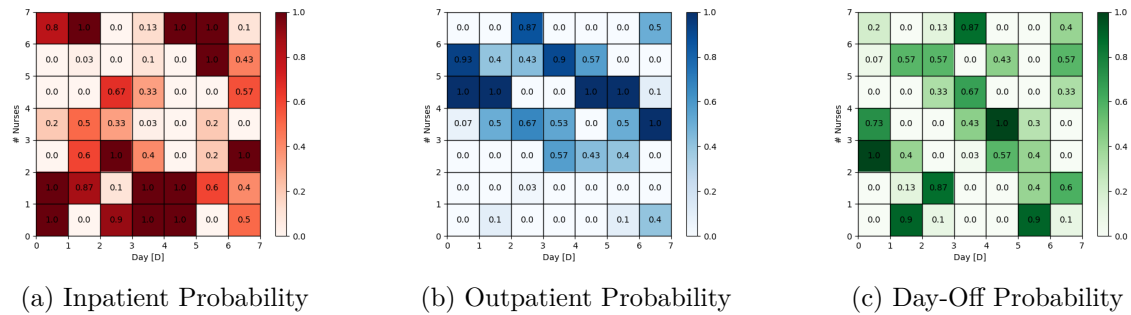 7
0.8 1.0 0.0 0.13 1.0 1.0 0.1
6
0.0 0.03 0.0 0.1 0.0 1.0 0.43
5
0.0 0.0 0.67 0.33 0.0 0.0 0.57
4
0.2 0.5 0.33 0.03 0.0 0.2 0.0
3
0.0 0.6 1.0 0.4 0.0 0.2 1.0
2
1.0 0.87 0.1 1.0 1.0 0.6 0.4
1
1.0 0.0 0.9 1.0 1.0 0.0 0.5
0
# Nurses
0 1 2 3 4 5 6 7
Day [D]
1.0
0.8
0.6
0.4
0.2
0.0
(a) Inpatient Probability
7
0.0 0.0 0.87 0.0 0.0 0.0 0.5
6
0.93 0.4 0.43 0.9 0.57 0.0 0.0
5
1.0 1.0 0.0 0.0 1.0 1.0 0.1
4
0.07 0.5 0.67 0.53 0.0 0.5 1.0
3
0.0 0.0 0.0 0.57 0.43 0.4 0.0
2
0.0 0.0 0.03 0.0 0.0 0.0 0.0
1
0.0 0.1 0.0 0.0 0.0 0.1 0.4
0
# Nurses
0 1 2 3 4 5 6 7
Day [D]
1.0
0.8
0.6
0.4
0.2
0.0
(b) Outpatient Probability
7
0.2 0.0 0.13 0.87 0.0 0.0 0.4
6
0.07 0.57 0.57 0.0 0.43 0.0 0.57
5
0.0 0.0 0.33 0.67 0.0 0.0 0.33
4
0.73 0.0 0.0 0.43 1.0 0.3 0.0
3
1.0 0.4 0.0 0.03 0.57 0.4 0.0
2
0.0 0.13 0.87 0.0 0.0 0.4 0.6
1
0.0 0.9 0.1 0.0 0.0 0.9 0.1
0
# Nurses
0 1 2 3 4 5 6 7
Day [D]
1.0
0.8
0.6
0.4
0.2
0.0
(c) Day-Off Probability